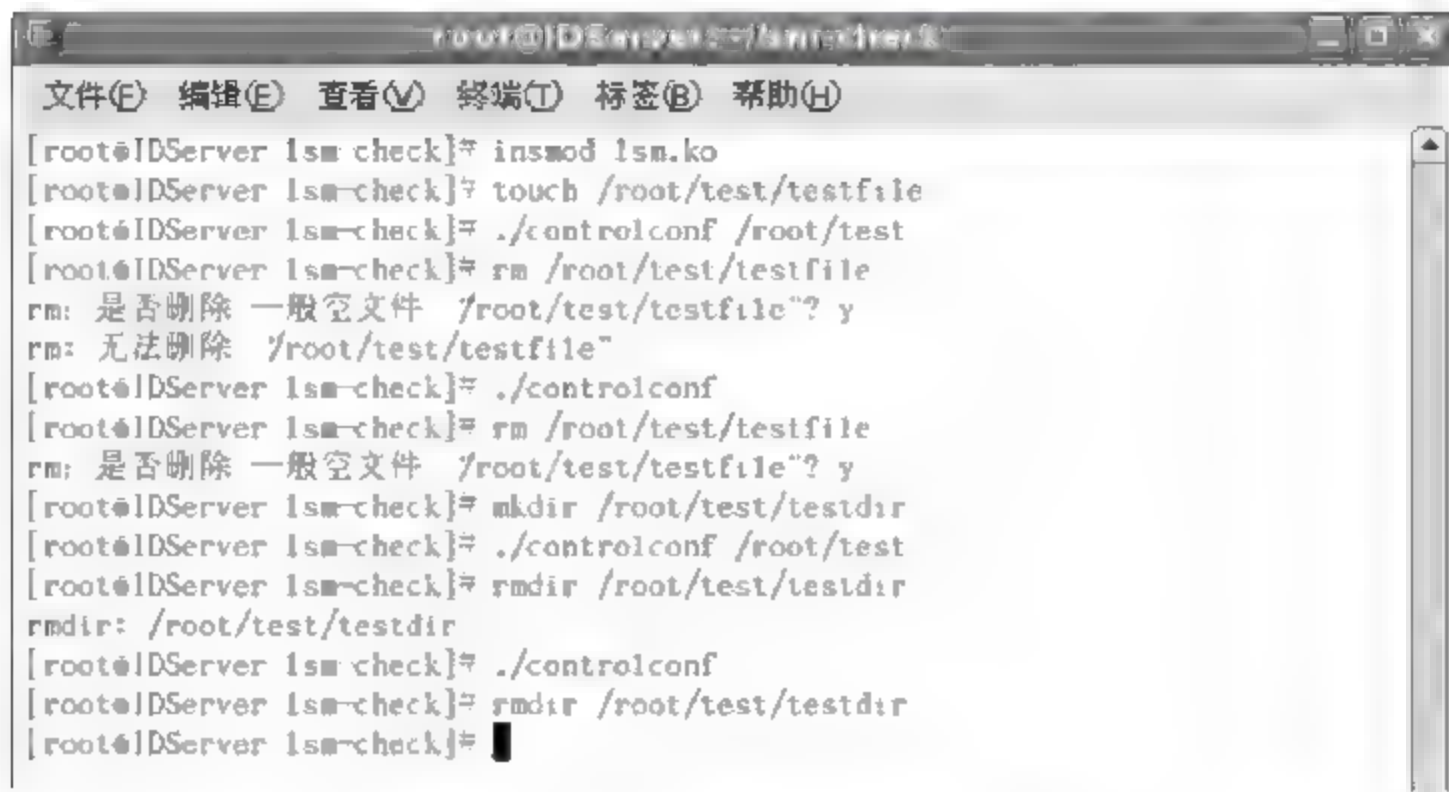 root@IDServer:~/lsm-check
文件(F) 编辑(E) 查看(V) 终端(T) 标签(B) 帮助(H)
[root@IDServer lsm-check]# insmod lsm.ko
[root@IDServer lsm-check]# touch /root/test/testfile
[root@IDServer lsm-check]# ./controlconf /root/test
[root@IDServer lsm-check]# rm /root/test/testfile
rm: 是否删除 一般空文件 “/root/test/testfile”? y
rm: 无法删除 “/root/test/testfile”
[root@IDServer lsm-check]# ./controlconf
[root@IDServer lsm-check]# rm /root/test/testfile
rm: 是否删除 一般空文件 “/root/test/testfile”? y
[root@IDServer lsm-check]# mkdir /root/test/testdir
[root@IDServer lsm-check]# ./controlconf /root/test
[root@IDServer lsm-check]# rmdir /root/test/testdir
rmdir: /root/test/testdir
[root@IDServer lsm-check]# ./controlconf
[root@IDServer lsm-check]# rmdir /root/test/testdir
[root@IDServer lsm-check]#